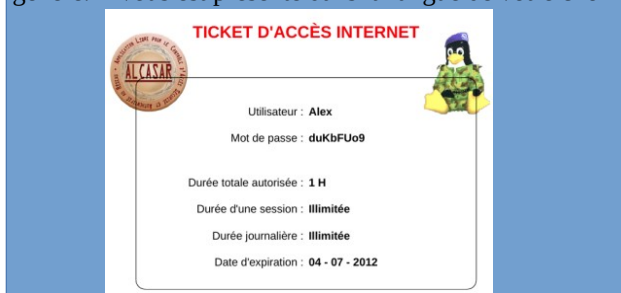 TICKET D'ACCÈS INTERNET
ALCASAR
Utilisateur : Alex
Mot de passe : duKbFUo9
Durée totale autorisée : 1 H
Durée d'une session : Illimitée
Durée journalière : Illimitée
Date d'expiration : 04 - 07 - 2012